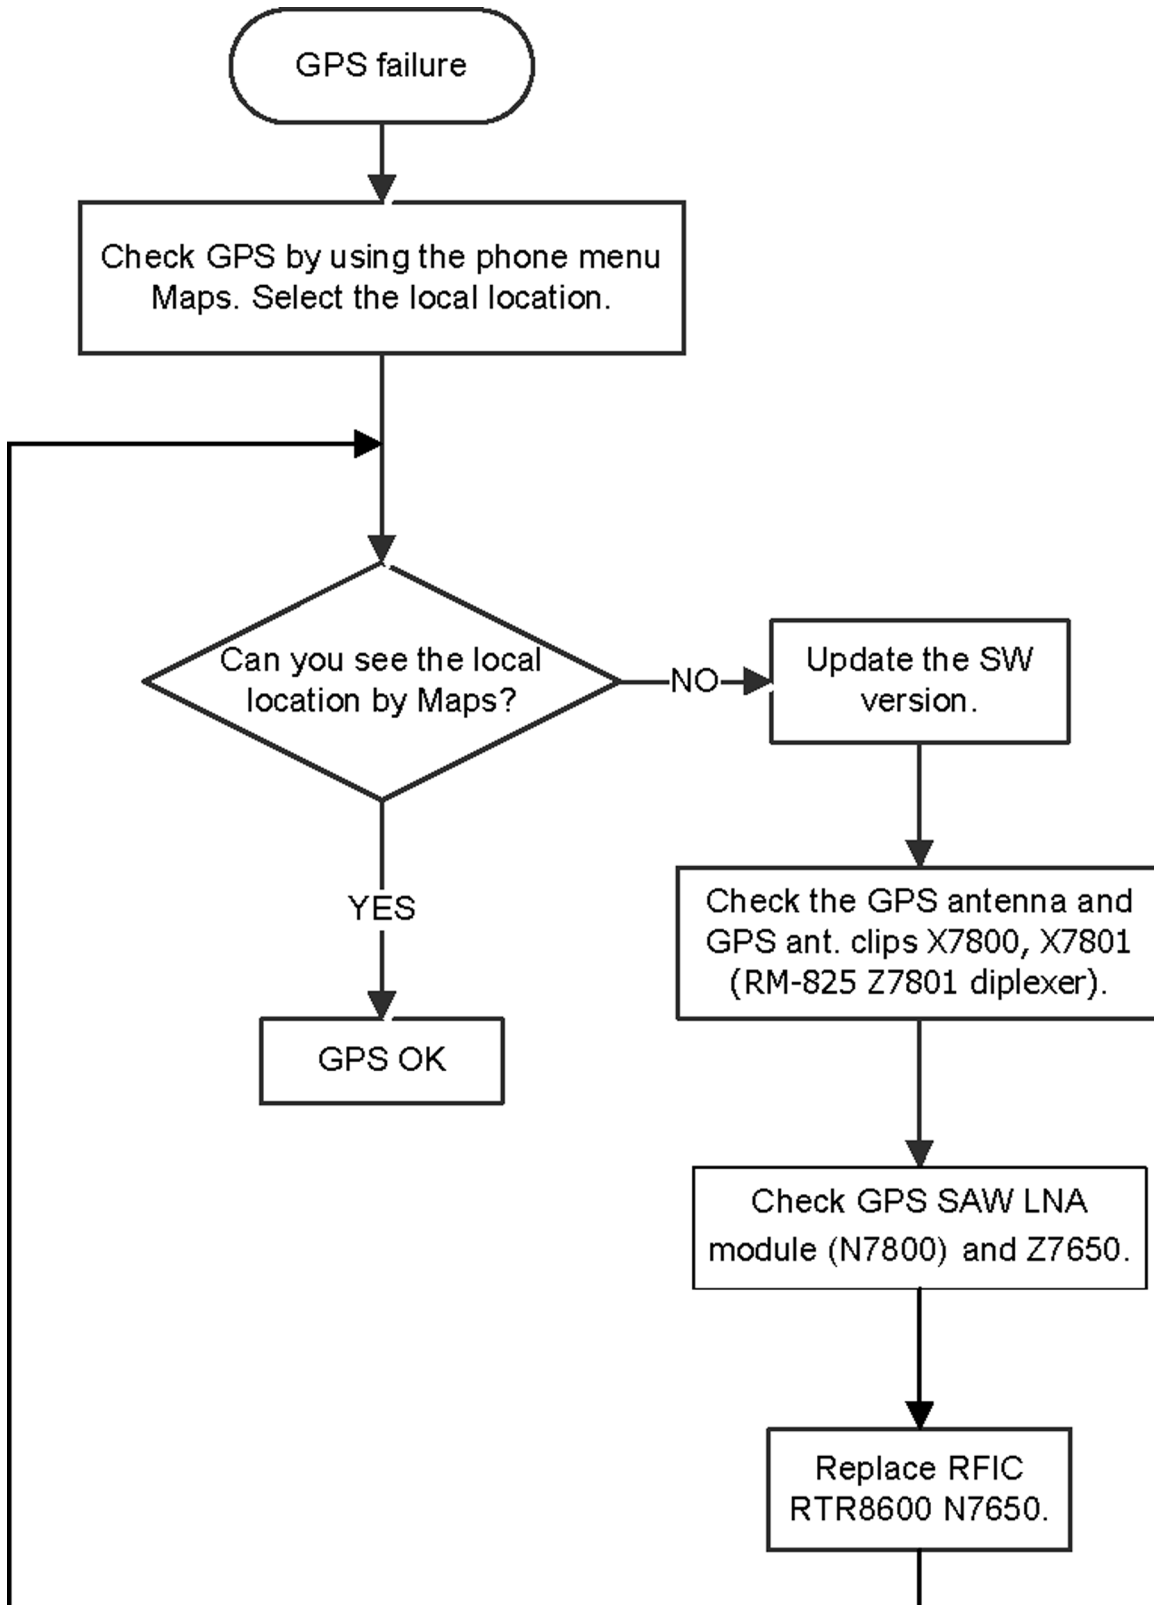 GPS failure
Check GPS by using the phone menu
Maps. Select the local location.
Can you see the local
location by Maps?
NO
Update the SW
version.
YES
Check the GPS antenna and
GPS ant. clips X7800, X7801
(RM-825 Z7801 diplexer).
GPS OK
Check GPS SAW LNA
module (N7800) and Z7650.
Replace RFIC
RTR8600 N7650.